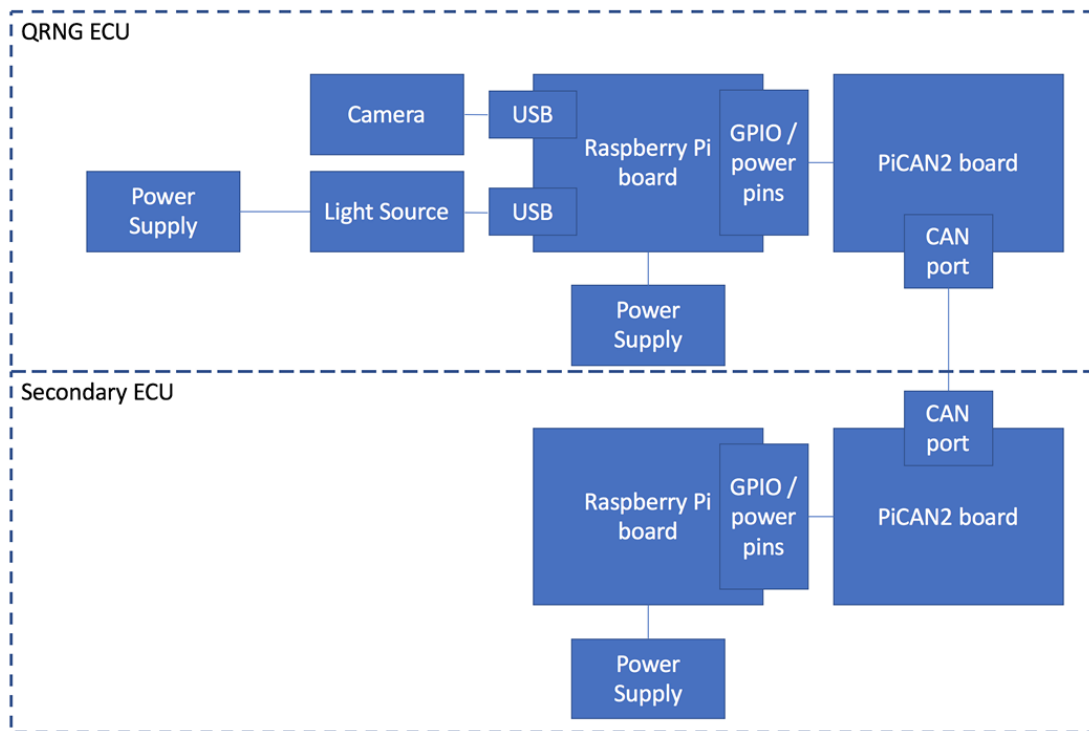 QRNG ECU
Camera
USB
Raspberry Pi
board
GPIO /
power
pins
PiCAN2 board
Power
Supply
Light Source
USB
CAN
port
Power
Supply
Secondary ECU
CAN
port
Raspberry Pi
board
GPIO /
power
pins
PiCAN2 board
Power
Supply